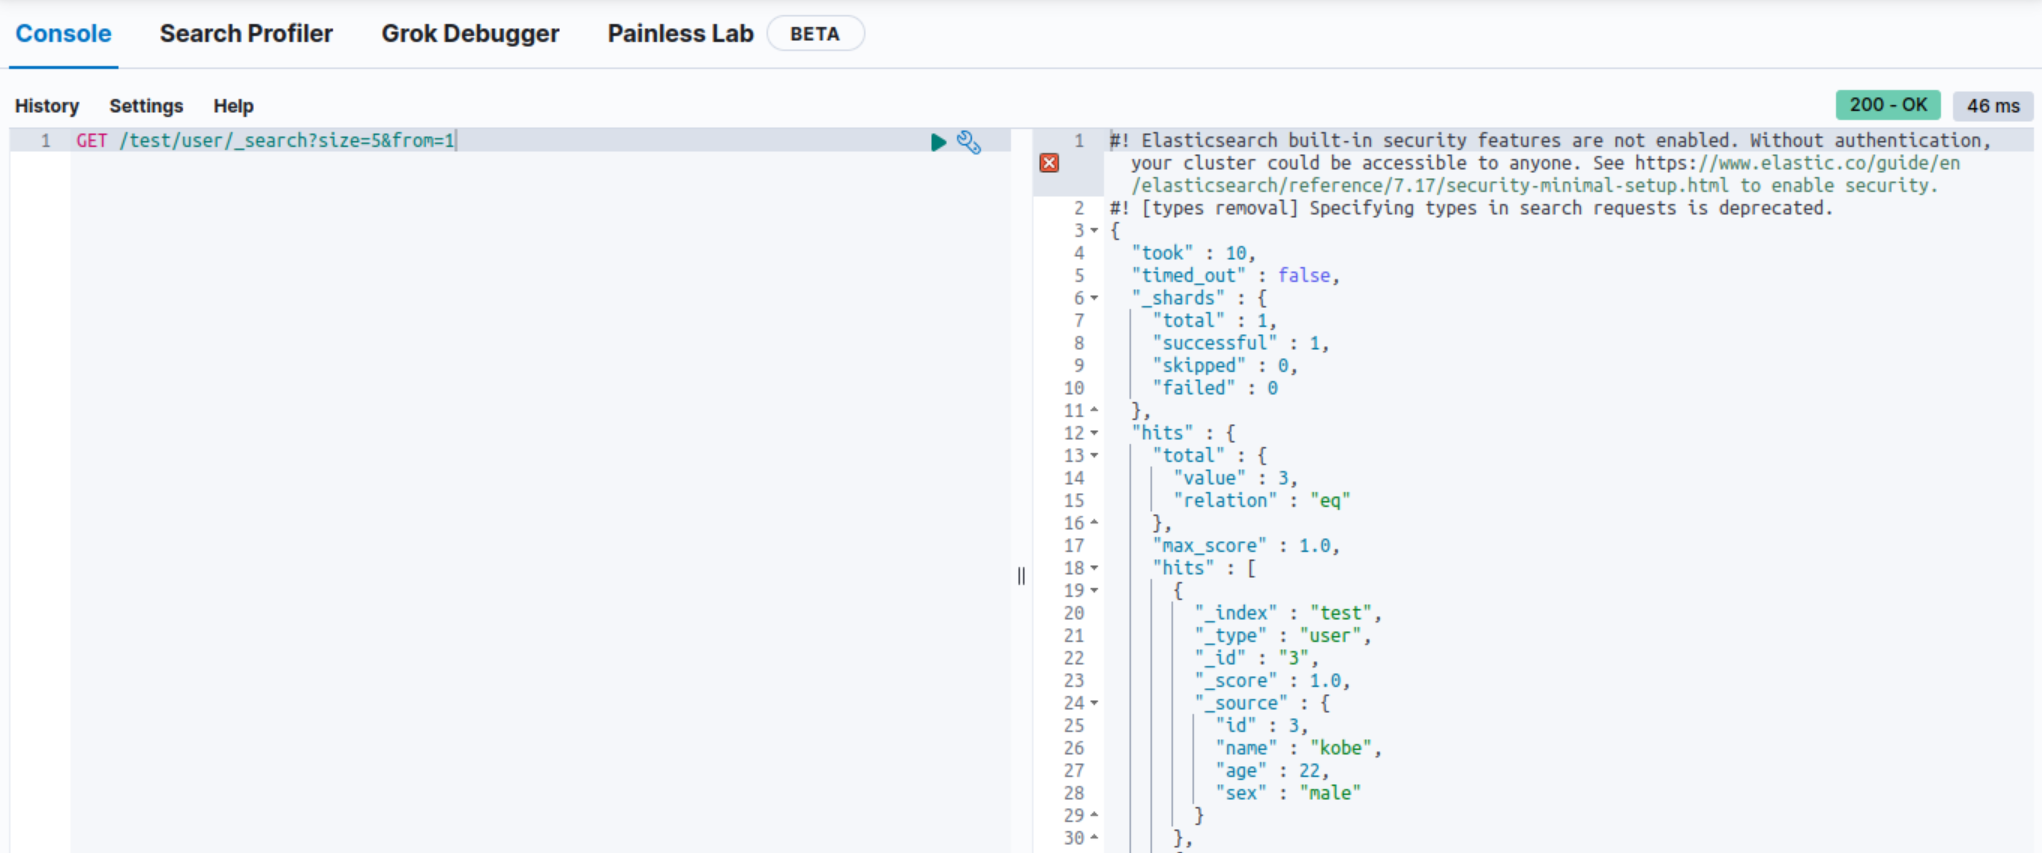 Console Search Profiler Grok Debugger Painless Lab BETA
History Settings Help 200 - OK 46 ms
1 GET /test/user/_search?size=5&from=1
1 #! Elasticsearch built-in security features are not enabled. Without authentication,
your cluster could be accessible to anyone. See https://www.elastic.co/guide/en
/elasticsearch/reference/7.17/security-minimal-setup.html to enable security.
2 #! [types removal] Specifying types in search requests is deprecated.
3 {
4 "took" : 10,
5 "timed_out" : false,
6 "_shards" : {
7 "total" : 1,
8 "successful" : 1,
9 "skipped" : 0,
10 "failed" : 0
11 },
12 "hits" : {
13 "total" : {
14 "value" : 3,
15 "relation" : "eq"
16 },
17 "max_score" : 1.0,
18 "hits" : [
19 {
20 "_index" : "test",
21 "_type" : "user",
22 "_id" : "3",
23 "_score" : 1.0,
24 "_source" : {
25 "id" : 3,
26 "name" : "kobe",
27 "age" : 22,
28 "sex" : "male"
29 }
30 },